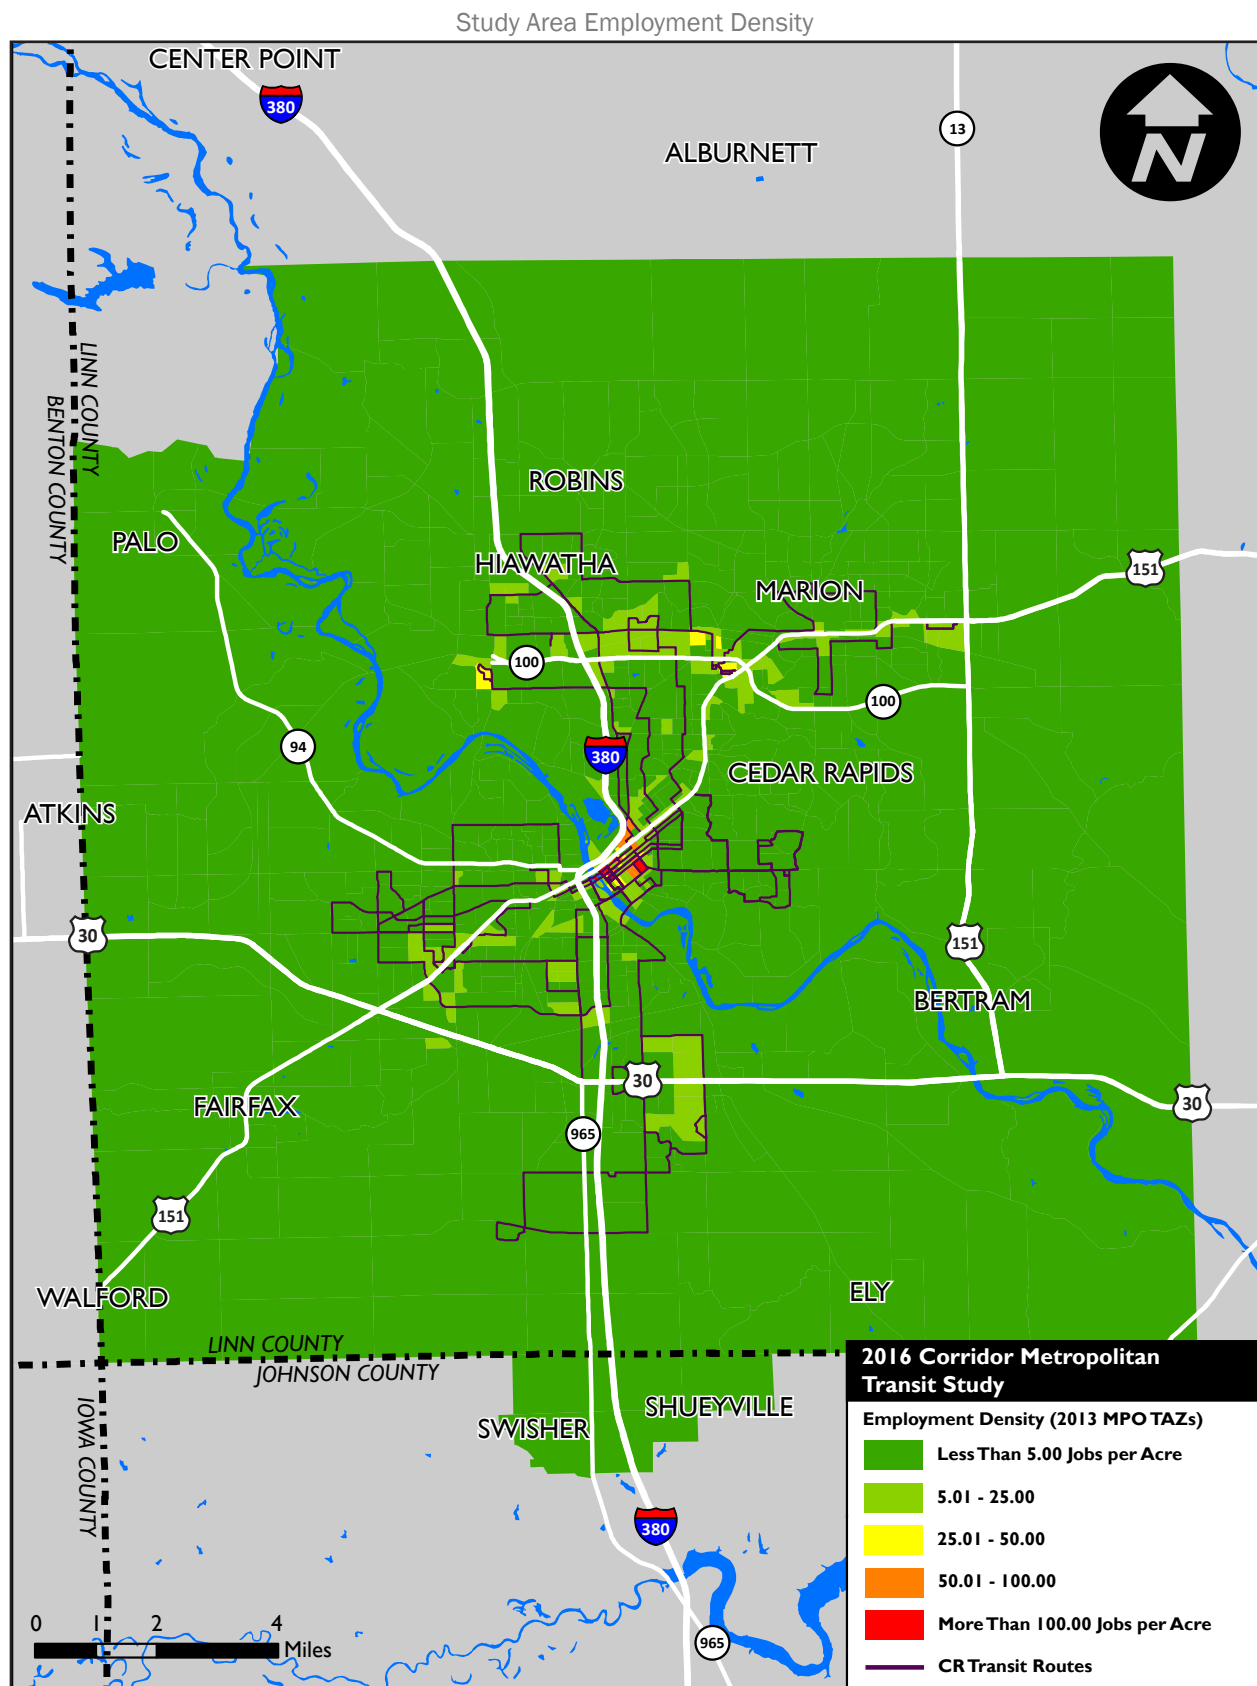 Study Area Employment Density
CENTER POINT
380
13
ALBURNETT
N
LINN COUNTY
BENTON COUNTY
ROBINS
PALO
HIAWATHA
MARION
151
100
100
94
380
CEDAR RAPIDS
ATKINS
30
151
BERTRAM
30
30
FAIRFAX
965
151
WALFORD
ELY
LINN COUNTY
JOHNSON COUNTY
IOWA COUNTY
SHUEYVILLE
SWISHER
380
965
0 1 2 4
Miles
2016 Corridor Metropolitan
Transit Study
Employment Density (2013 MPO TAZs)
Less Than 5.00 Jobs per Acre
5.01 - 25.00
25.01 - 50.00
50.01 - 100.00
More Than 100.00 Jobs per Acre
CR Transit Routes